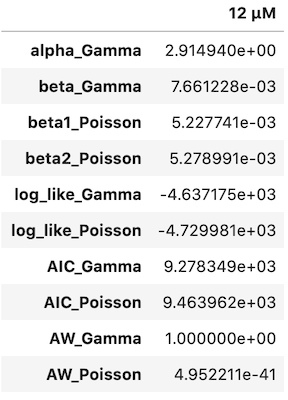 12 μM
alpha_Gamma 2.914940e+00
beta_Gamma 7.661228e-03
beta1_Poisson 5.227741e-03
beta2_Poisson 5.278991e-03
log_like_Gamma -4.637175e+03
log_like_Poisson -4.729981e+03
AIC_Gamma 9.278349e+03
AIC_Poisson 9.463962e+03
AW_Gamma 1.000000e+00
AW_Poisson 4.952211e-41